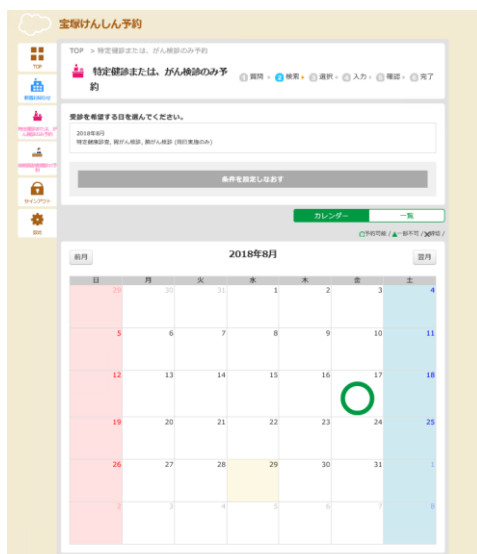 宝塚けんしん予約
TOP > 特定健診または、がん検診のみ予約
特定健診または、がん検診のみ予
約
1 質問 > 2 検索 > 3 選択 > 4 入力 > 5 確認 > 6 完了
TOP
サインアウト
設定
受診を希望する日を選んでください。
2018年8月
特定健康診査, 胃がん検診, 肺がん検診 (同日実施のみ)
条件を設定しなおす
カレンダー 一覧
予約可能 / ▲一部不可 /
前月 2018年8月 翌月
日 月 火 水 木 金 土
29 30 31 1 2 3 4
5 6 7 8 9 10 11
12 13 14 15 16 17 18
19 20 21 22 23 24 25
26 27 28 29 30 31 1
2 3 4 5 6 7 8